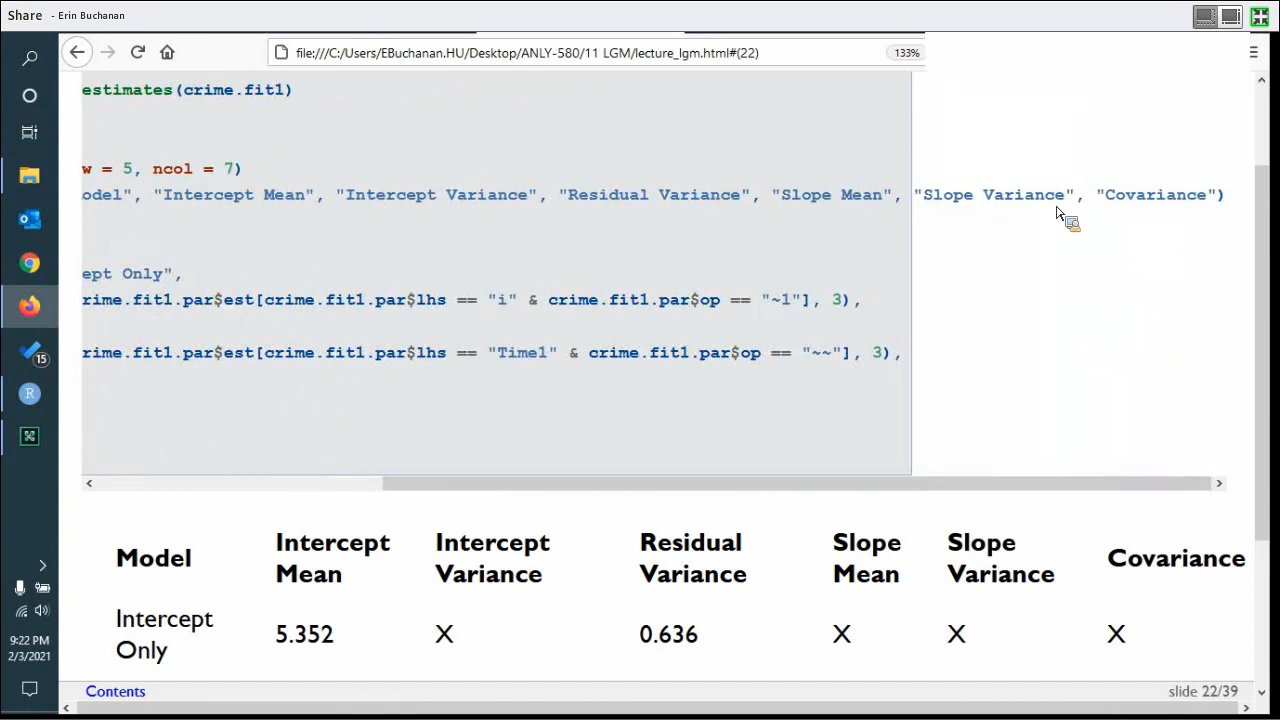 Share - Erin Buchanan
file:///C:/Users/EBuchanan.HU/Desktop/ANLY-580/11 LGM/lecture_lgm.html#(22)
133%
estimates(crime.fit1)
w = 5, ncol = 7)
odel", "Intercept Mean", "Intercept Variance", "Residual Variance", "Slope Mean", "Slope Variance", "Covariance")
ept Only",
rime.fit1.par$est[crime.fit1.par$lhs == "i" & crime.fit1.par$op == "~1"], 3),
rime.fit1.par$est[crime.fit1.par$lhs == "Time1" & crime.fit1.par$op == "~~"], 3),
15
R
Model
Intercept Mean
Intercept Variance
Residual Variance
Slope Mean
Slope Variance
Covariance
Intercept Only
5.352
X
0.636
X
X
X
9:22 PM
2/3/2021
Contents
slide 22/39